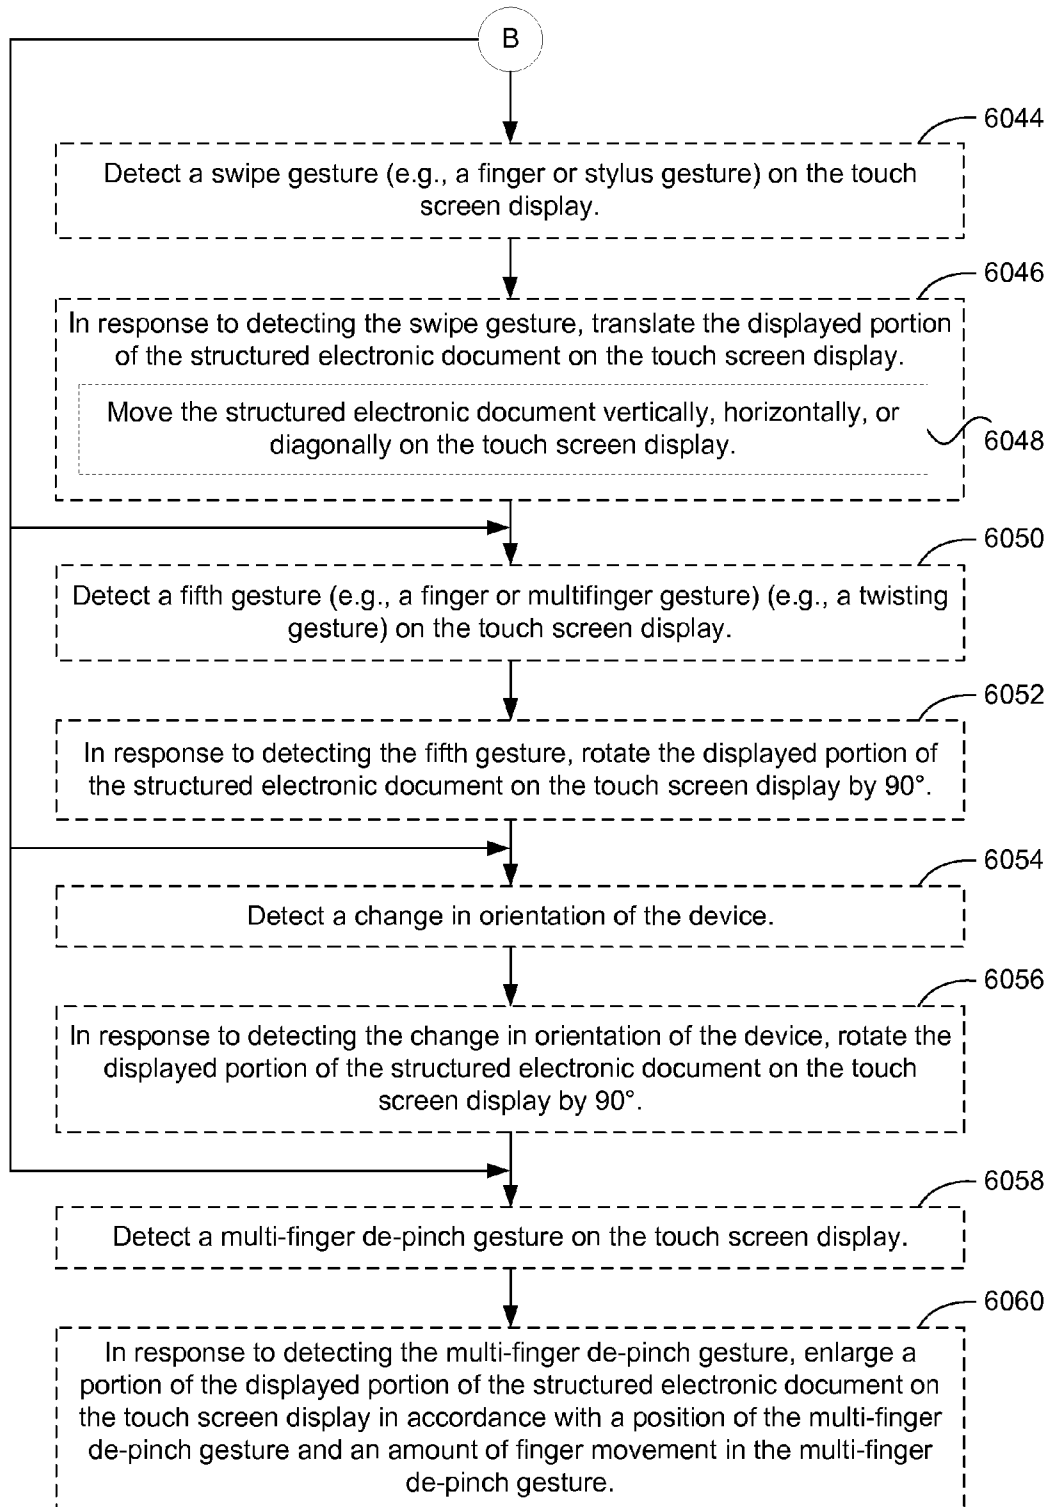 B
6044
Detect a swipe gesture (e.g., a finger or stylus gesture) on the touch
screen display.
6046
In response to detecting the swipe gesture, translate the displayed portion
of the structured electronic document on the touch screen display.
Move the structured electronic document vertically, horizontally, or
diagonally on the touch screen display.
6048
6050
Detect a fifth gesture (e.g., a finger or multifinger gesture) (e.g., a twisting
gesture) on the touch screen display.
6052
In response to detecting the fifth gesture, rotate the displayed portion of
the structured electronic document on the touch screen display by 90°.
6054
Detect a change in orientation of the device.
6056
In response to detecting the change in orientation of the device, rotate the
displayed portion of the structured electronic document on the touch
screen display by 90°.
6058
Detect a multi-finger de-pinch gesture on the touch screen display.
6060
In response to detecting the multi-finger de-pinch gesture, enlarge a
portion of the displayed portion of the structured electronic document on
the touch screen display in accordance with a position of the multi-finger
de-pinch gesture and an amount of finger movement in the multi-finger
de-pinch gesture.